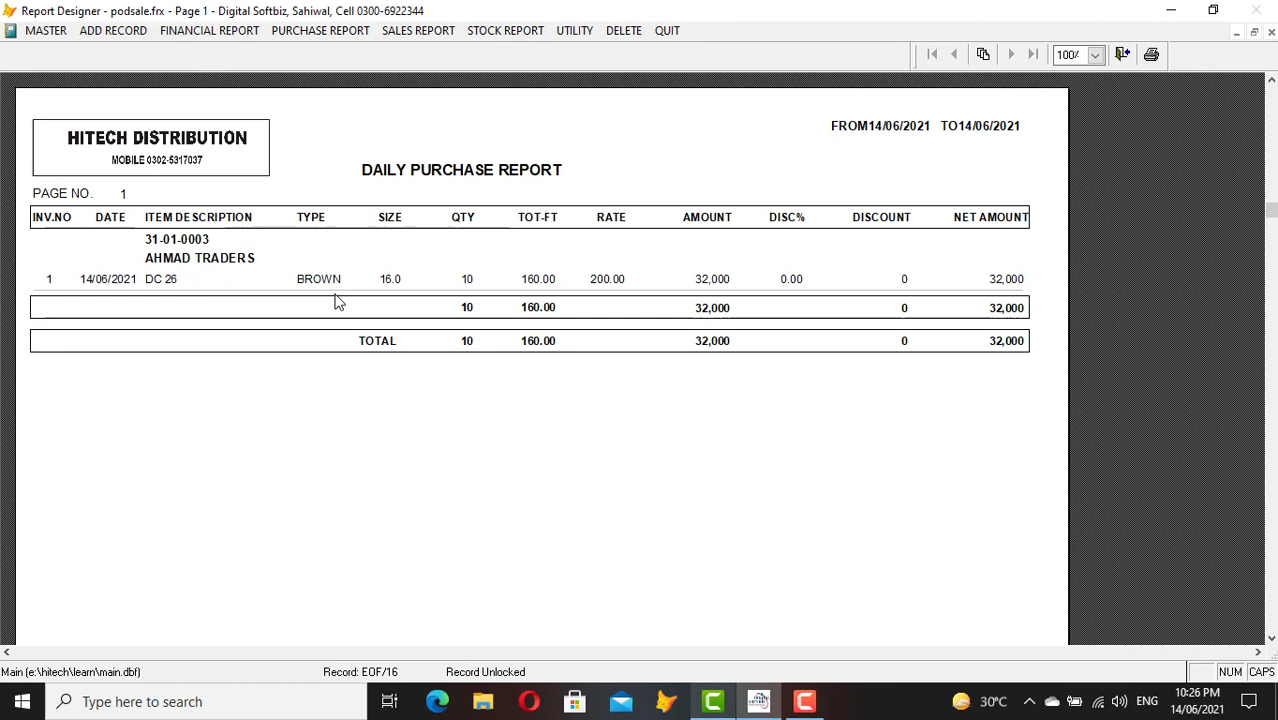 Report Designer - podsale.frx - Page 1 - Digital Softbiz, Sahiwal, Cell 0300-6922344
MASTER ADD RECORD FINANCIAL REPORT PURCHASE REPORT SALES REPORT STOCK REPORT UTILITY DELETE QUIT
100%
HITECH DISTRIBUTION
MOBILE 0302-5317037
FROM14/06/2021 TO14/06/2021
DAILY PURCHASE REPORT
PAGE NO. 1
INV.NO DATE ITEM DESCRIPTION TYPE SIZE QTY TOT-FT RATE AMOUNT DISC% DISCOUNT NET AMOUNT
31-01-0003
AHMAD TRADERS
1 14/06/2021 DC 26 BROWN 16.0 10 160.00 200.00 32,000 0.00 0 32,000
10 160.00 32,000 0 32,000
TOTAL 10 160.00 32,000 0 32,000
Main (e:\hitech\learn\main.dbf) Record: EOF/16 Record Unlocked NUM CAPS
Type here to search 30°C ENG 10:26 PM
14/06/2021